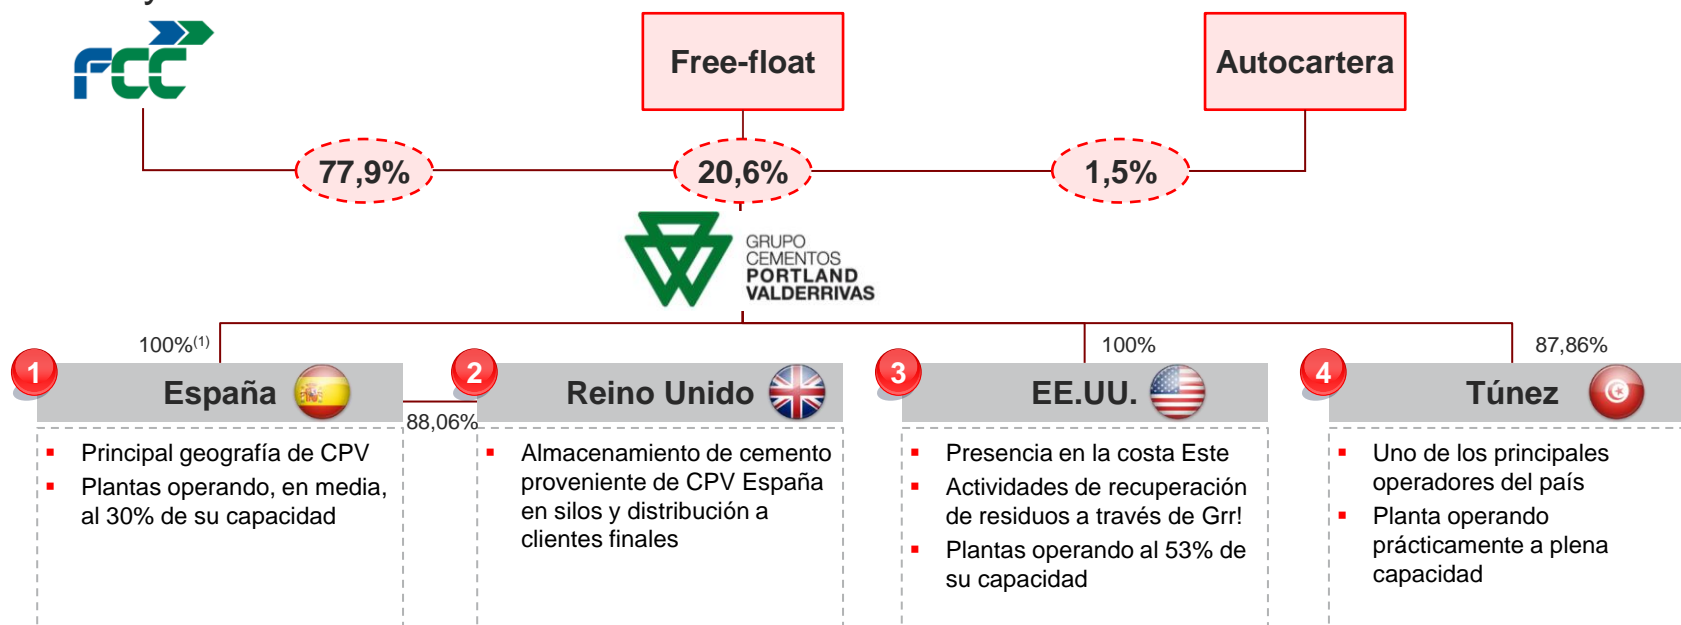 FCC
Free-float
Autocartera
77,9%
20,6%
1,5%
GRUPO
CEMENTOS
PORTLAND
VALDERRIVAS
100%(1)
100%
87,86%
1
España
88,06%
2
Reino Unido
3
EE.UU.
4
Túnez
▪ Principal geografía de CPV
▪ Plantas operando, en media,
al 30% de su capacidad
▪ Almacenamiento de cemento
proveniente de CPV España
en silos y distribución a
clientes finales
▪ Presencia en la costa Este
▪ Actividades de recuperación
de residuos a través de Grr!
▪ Plantas operando al 53% de
su capacidad
▪ Uno de los principales
operadores del país
▪ Planta operando
prácticamente a plena
capacidad